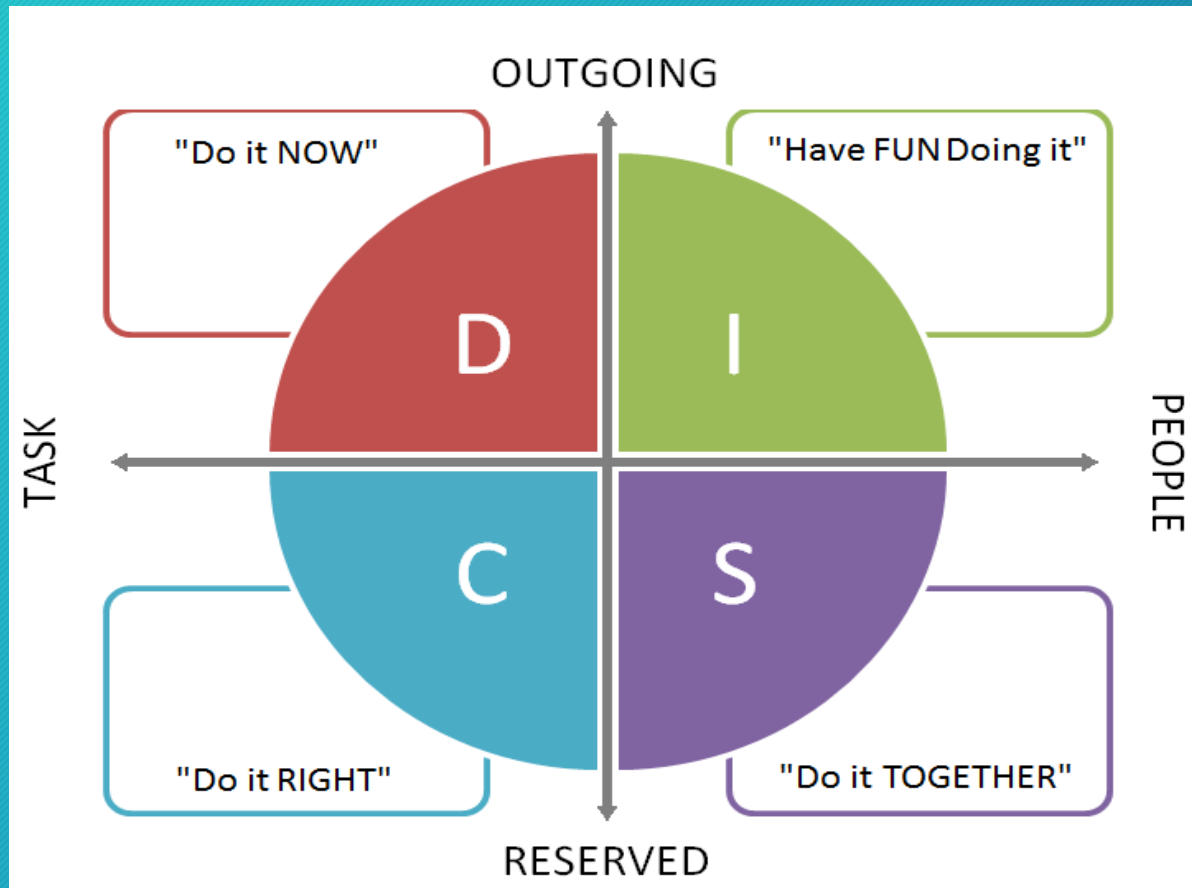 OUTGOING
"Do it NOW"
"Have FUN Doing it"
D
I
TASK
PEOPLE
C
S
"Do it RIGHT"
"Do it TOGETHER"
RESERVED